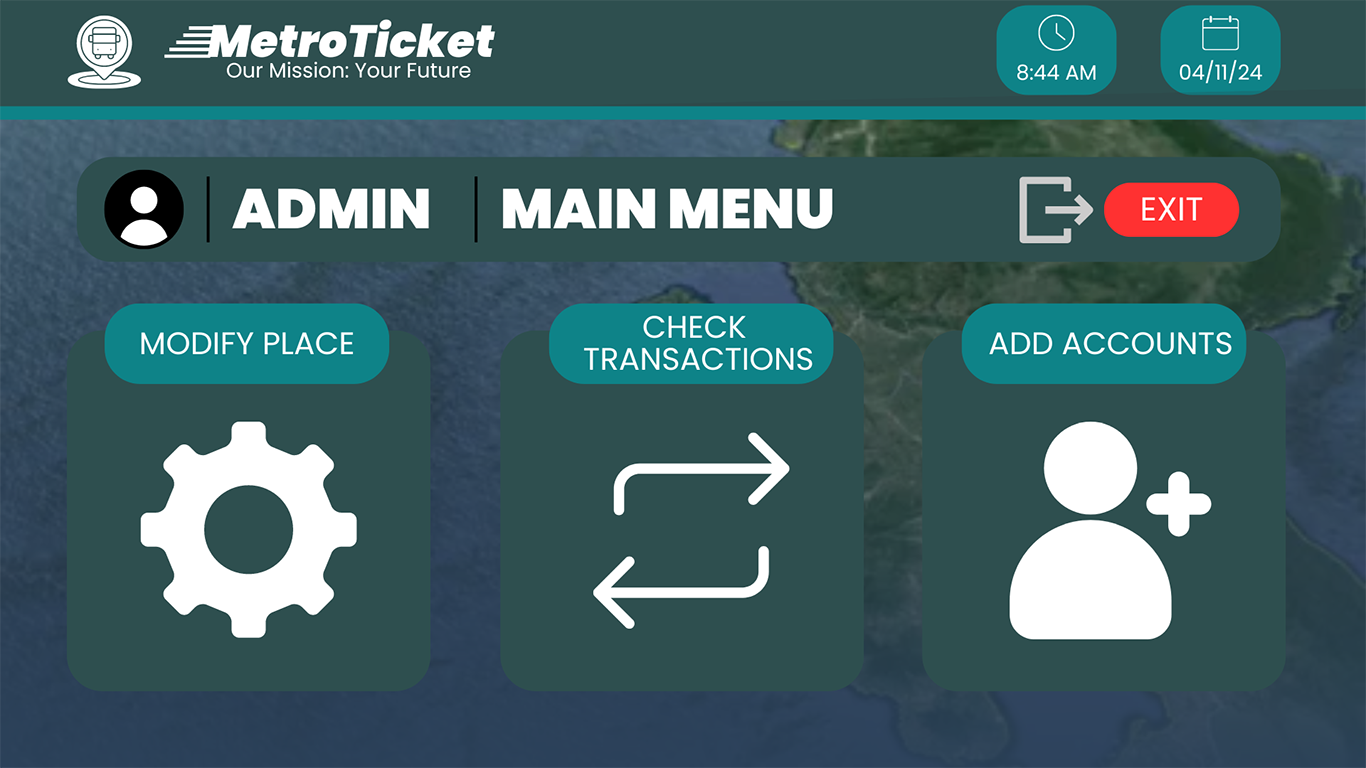 MetroTicket
Our Mission: Your Future
8:44 AM
04/11/24
ADMIN
MAIN MENU
EXIT
MODIFY PLACE
CHECK
TRANSACTIONS
ADD ACCOUNTS